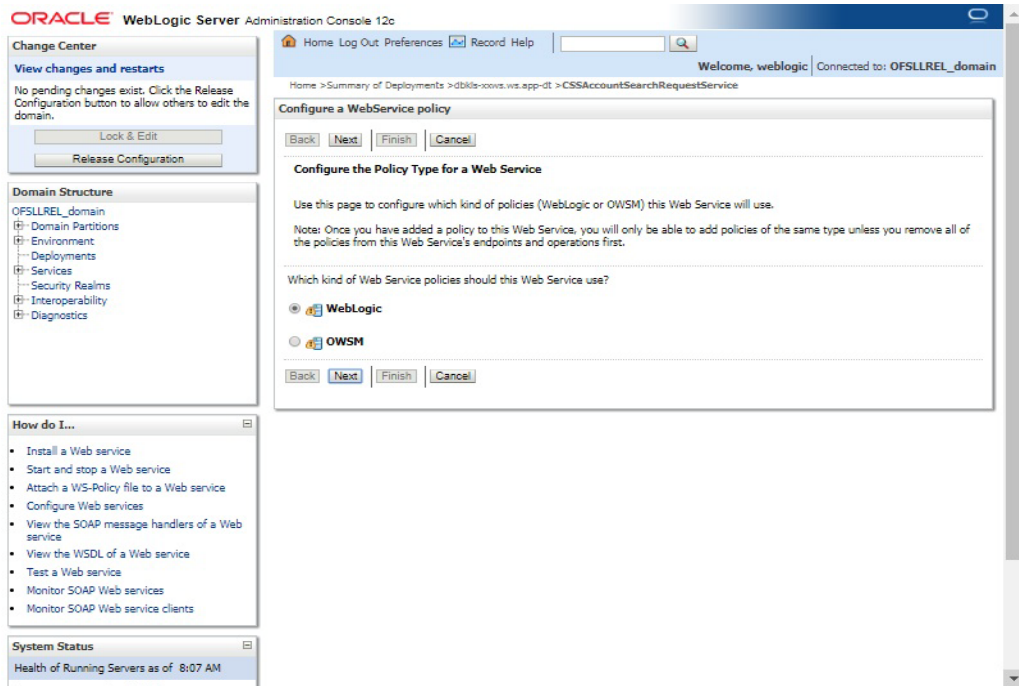 ORACLE WebLogic Server Administration Console 12c
Change Center
View changes and restarts
No pending changes exist. Click the Release
Configuration button to allow others to edit the
domain.
Lock & Edit
Release Configuration
Domain Structure
OFSLLREL_domain
Domain Partitions
Environment
Deployments
Services
Security Realms
Interoperability
Diagnostics
How do I...
Install a Web service
Start and stop a Web service
Attach a WS-Policy file to a Web service
Configure Web services
View the SOAP message handlers of a Web
service
View the WSDL of a Web service
Test a Web service
Monitor SOAP Web services
Monitor SOAP Web service clients
System Status
Health of Running Servers as of 8:07 AM
Home Log Out Preferences Record Help
Welcome, weblogic Connected to: OFSLLREL_domain
Home >Summary of Deployments >dbkls-xxws.ws.app-dt >CSSAccountSearchRequestService
Configure a WebService policy
Back Next Finish Cancel
Configure the Policy Type for a Web Service
Use this page to configure which kind of policies (WebLogic or OWSM) this Web Service will use.
Note: Once you have added a policy to this Web Service, you will only be able to add policies of the same type unless you remove all of
the policies from this Web Service's endpoints and operations first.
Which kind of Web Service policies should this Web Service use?
WebLogic
OWSM
Back Next Finish Cancel